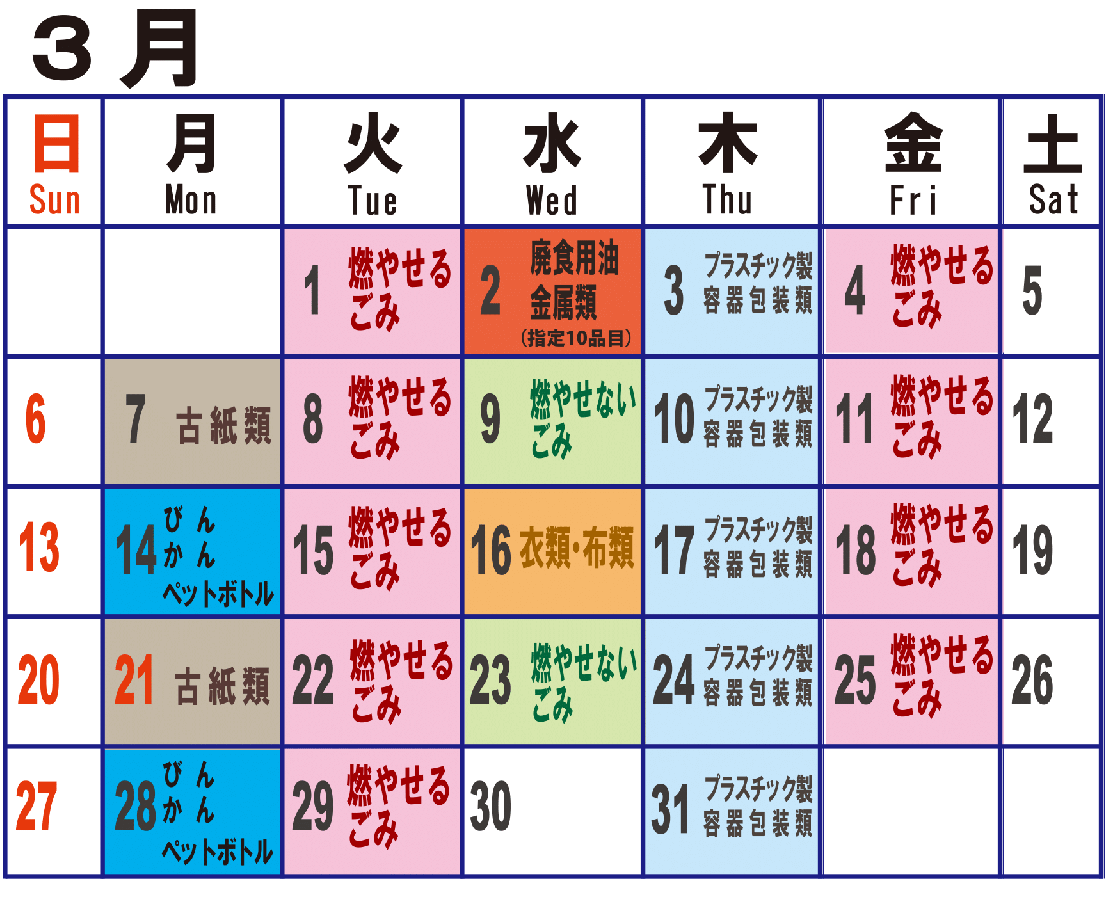 ３月
日 月 火 水 木 金 土
Sun Mon Tue Wed Thu Fri Sat
1 燃やせる
ごみ
2 廃食用油
金属類
(指定10品目)
3 プラスチック製
容器包装類
4 燃やせる
ごみ
5
6
7 古紙類
8 燃やせる
ごみ
9 燃やせない
ごみ
10 プラスチック製
容器包装類
11 燃やせる
ごみ
12
13
14 びん
かん
ペットボトル
15 燃やせる
ごみ
16 衣類・布類
17 プラスチック製
容器包装類
18 燃やせる
ごみ
19
20
21 古紙類
22 燃やせる
ごみ
23 燃やせない
ごみ
24 プラスチック製
容器包装類
25 燃やせる
ごみ
26
27
28 びん
かん
ペットボトル
29 燃やせる
ごみ
30
31 プラスチック製
容器包装類